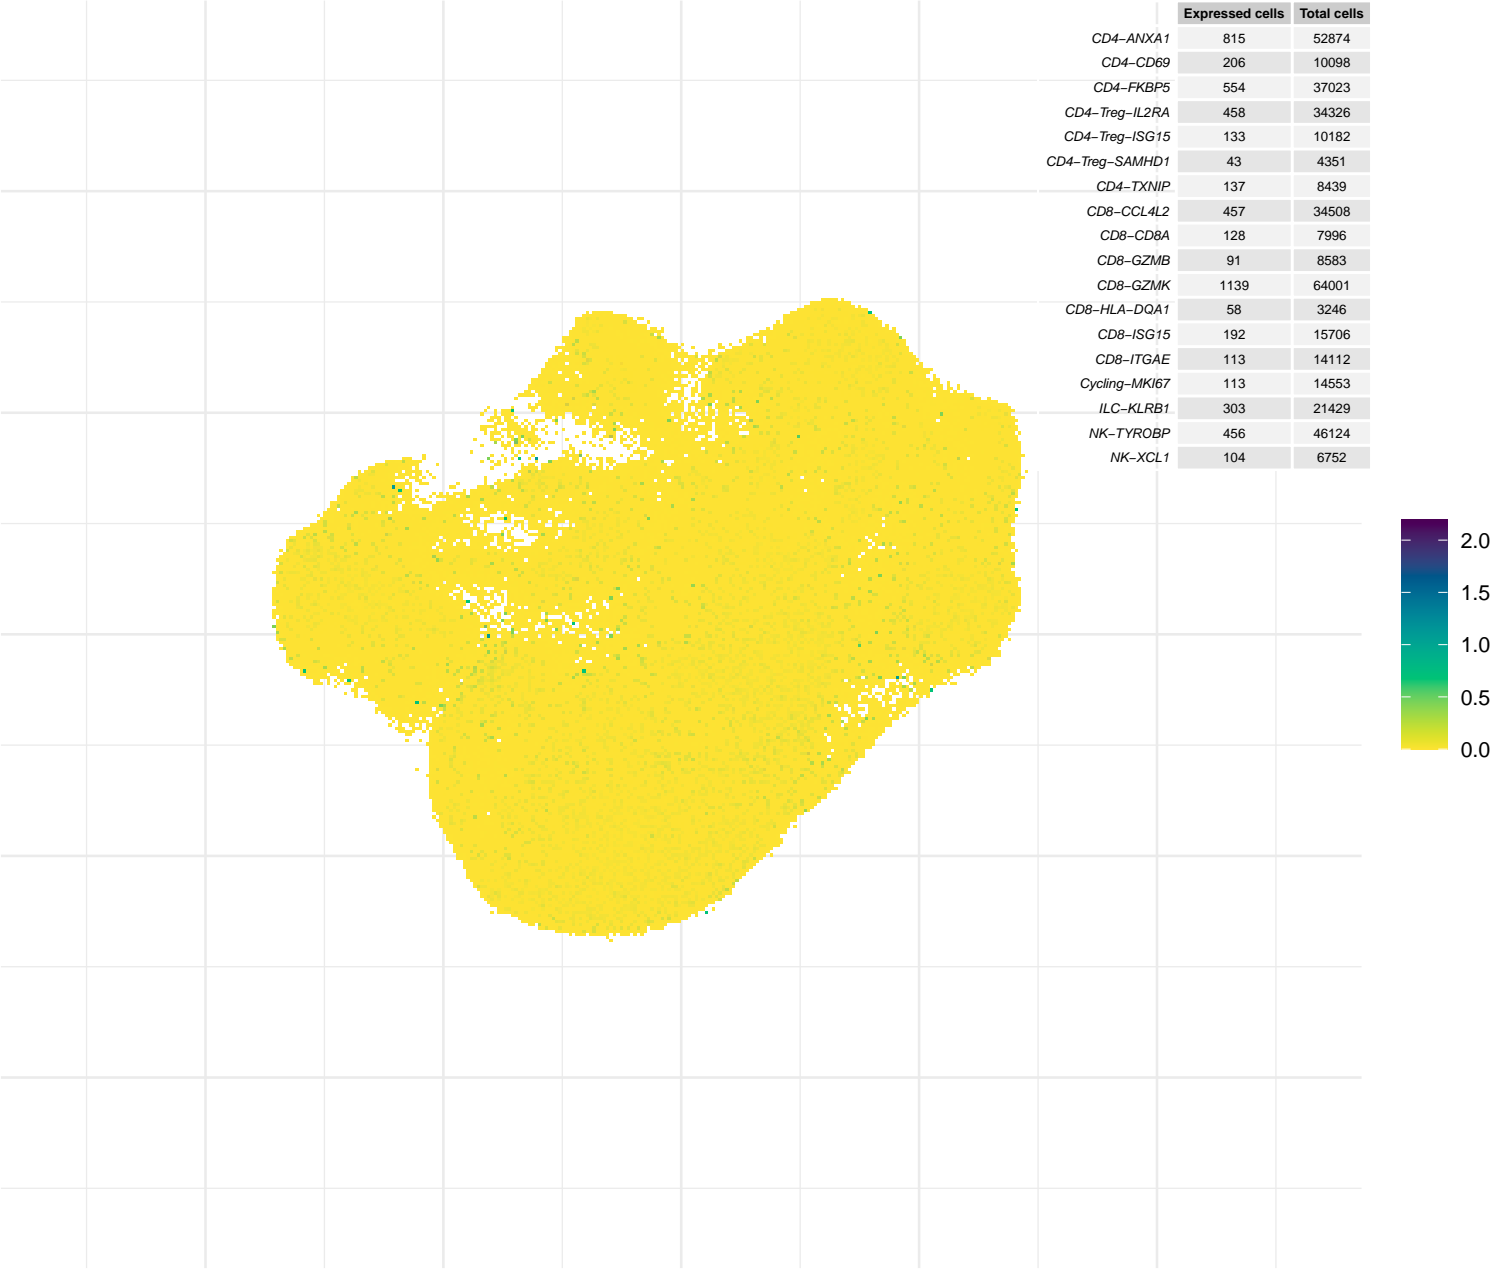 Expressed cells Total cells
CD4−ANXA1 815 52874
CD4−CD69 206 10098
CD4−FKBP5 554 37023
CD4−Treg−IL2RA 458 34326
CD4−Treg−ISG15 133 10182
CD4−Treg−SAMHD1 43 4351
CD4−TXNIP 137 8439
CD8−CCL4L2 457 34508
CD8−CD8A 128 7996
CD8−GZMB 91 8583
CD8−GZMK 1139 64001
CD8−HLA−DQA1 58 3246
CD8−ISG15 192 15706
CD8−ITGAE 113 14112
Cycling−MKI67 113 14553
ILC−KLRB1 303 21429
NK−TYROBP 456 46124
NK−XCL1 104 6752
2.0
1.5
1.0
0.5
0.0